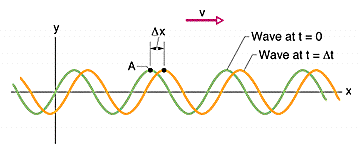 y
v
Δx
Wave at t = 0
A
Wave at t = Δt
x